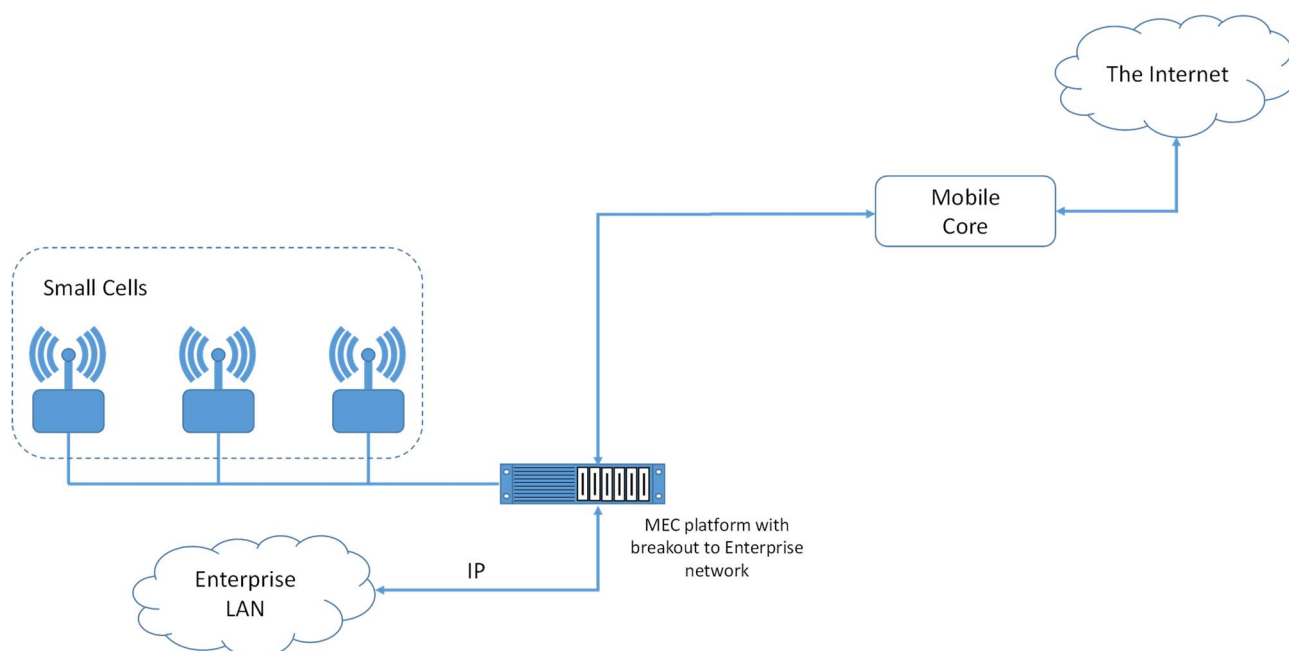 The Internet
Mobile
Core
Small Cells
MEC platform with
breakout to Enterprise
network
IP
Enterprise
LAN